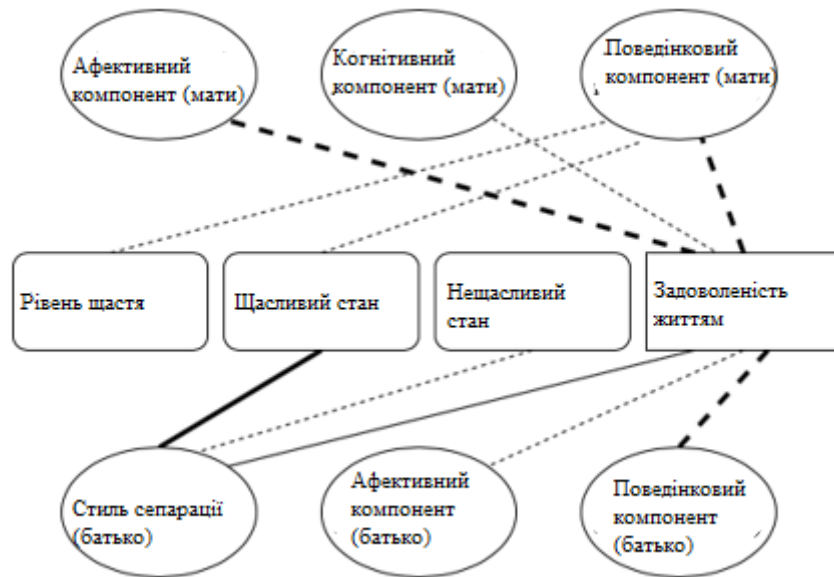 Афективний
компонент (мати)
Когнітивний
компонент (мати)
Поведінковий
компонент (мати)
Рівень щастя
Щасливий стан
Нещасливий
стан
Задоволеність
життям
Стиль сепарації
(батько)
Афективний
компонент
(батько)
Поведінковий
компонент
(батько)